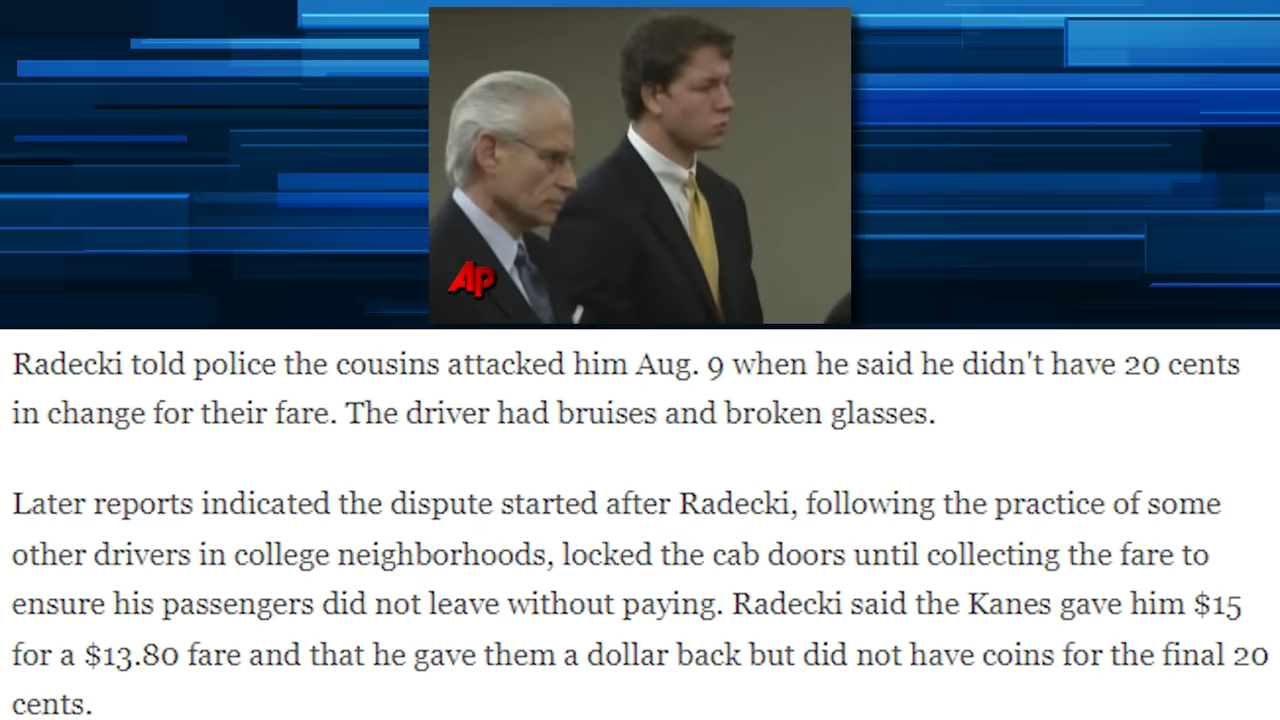 AP
Radecki told police the cousins attacked him Aug. 9 when he said he didn't have 20 cents
in change for their fare. The driver had bruises and broken glasses.
Later reports indicated the dispute started after Radecki, following the practice of some
other drivers in college neighborhoods, locked the cab doors until collecting the fare to
ensure his passengers did not leave without paying. Radecki said the Kanes gave him $15
for a $13.80 fare and that he gave them a dollar back but did not have coins for the final 20
cents.